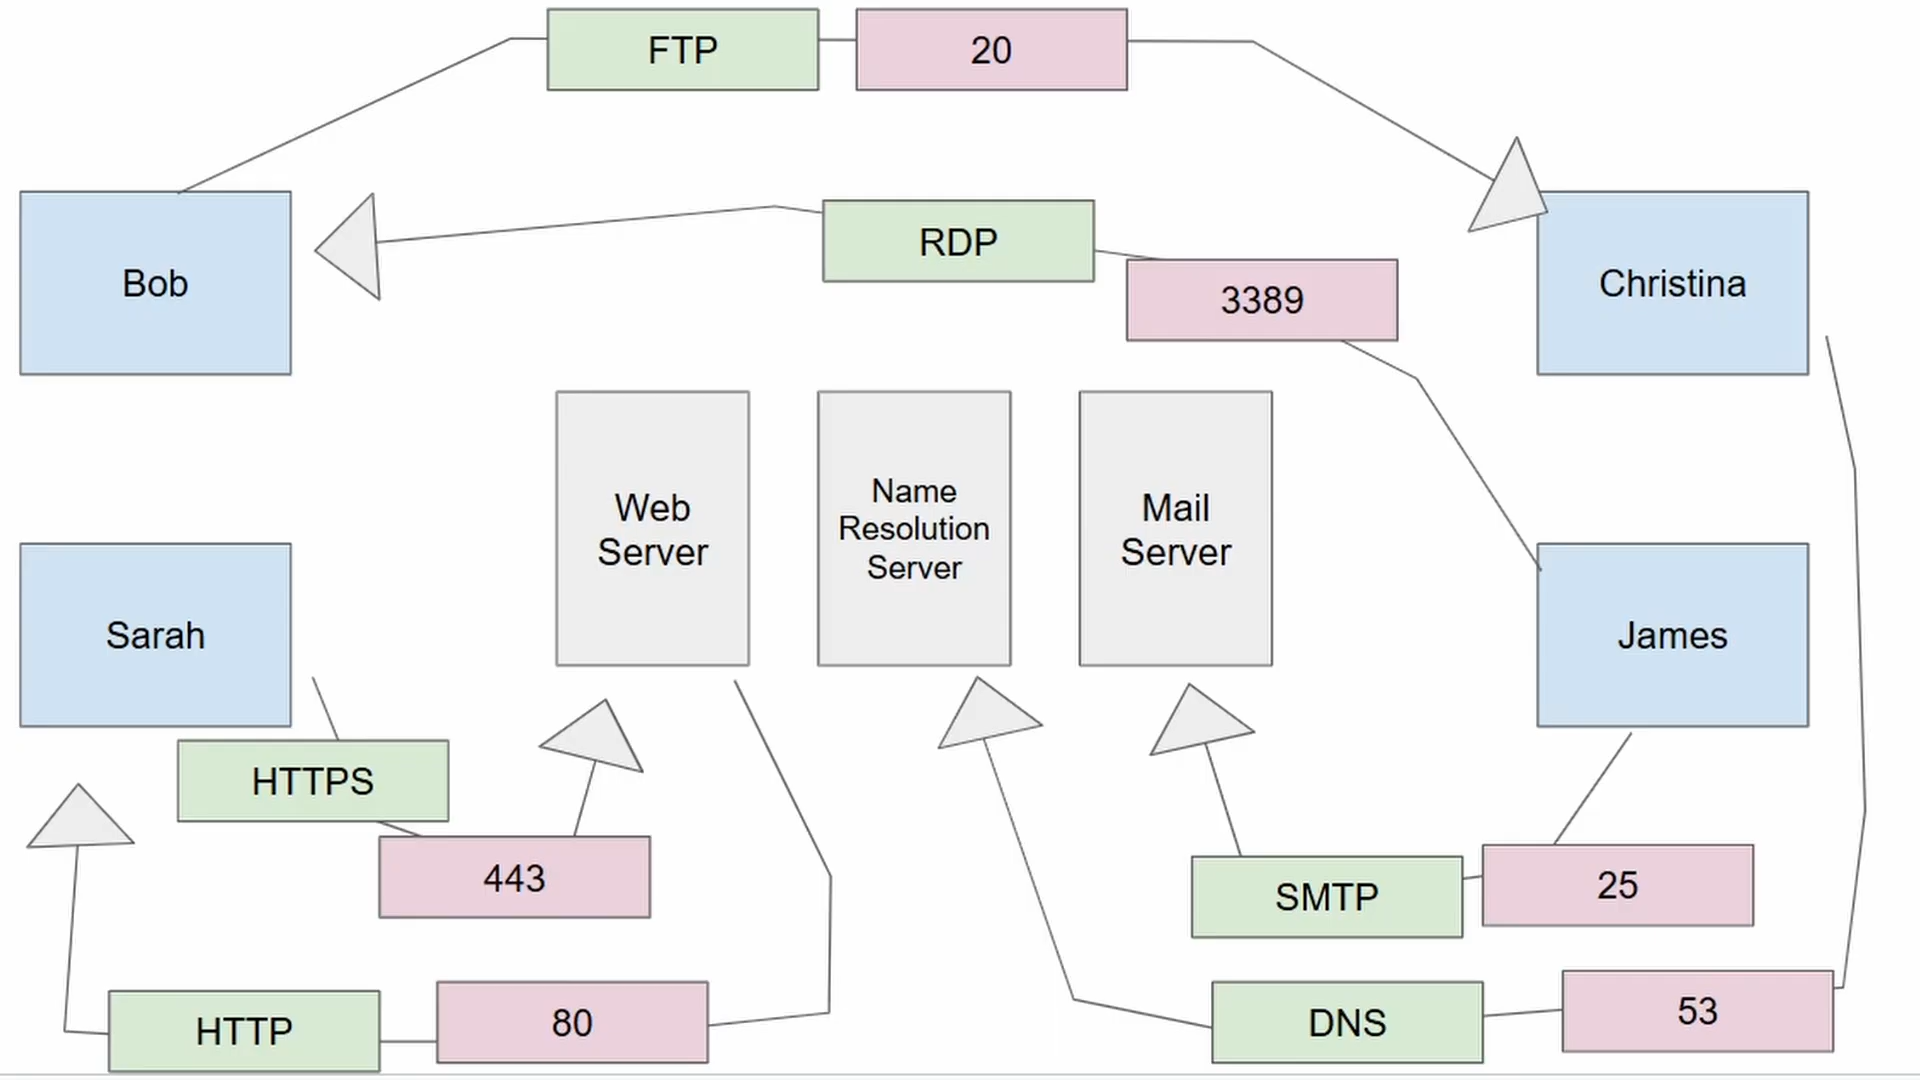 FTP
20
RDP
3389
Bob
Christina
Web
Server
Name
Resolution
Server
Mail
Server
Sarah
James
HTTPS
443
SMTP
25
HTTP
80
DNS
53